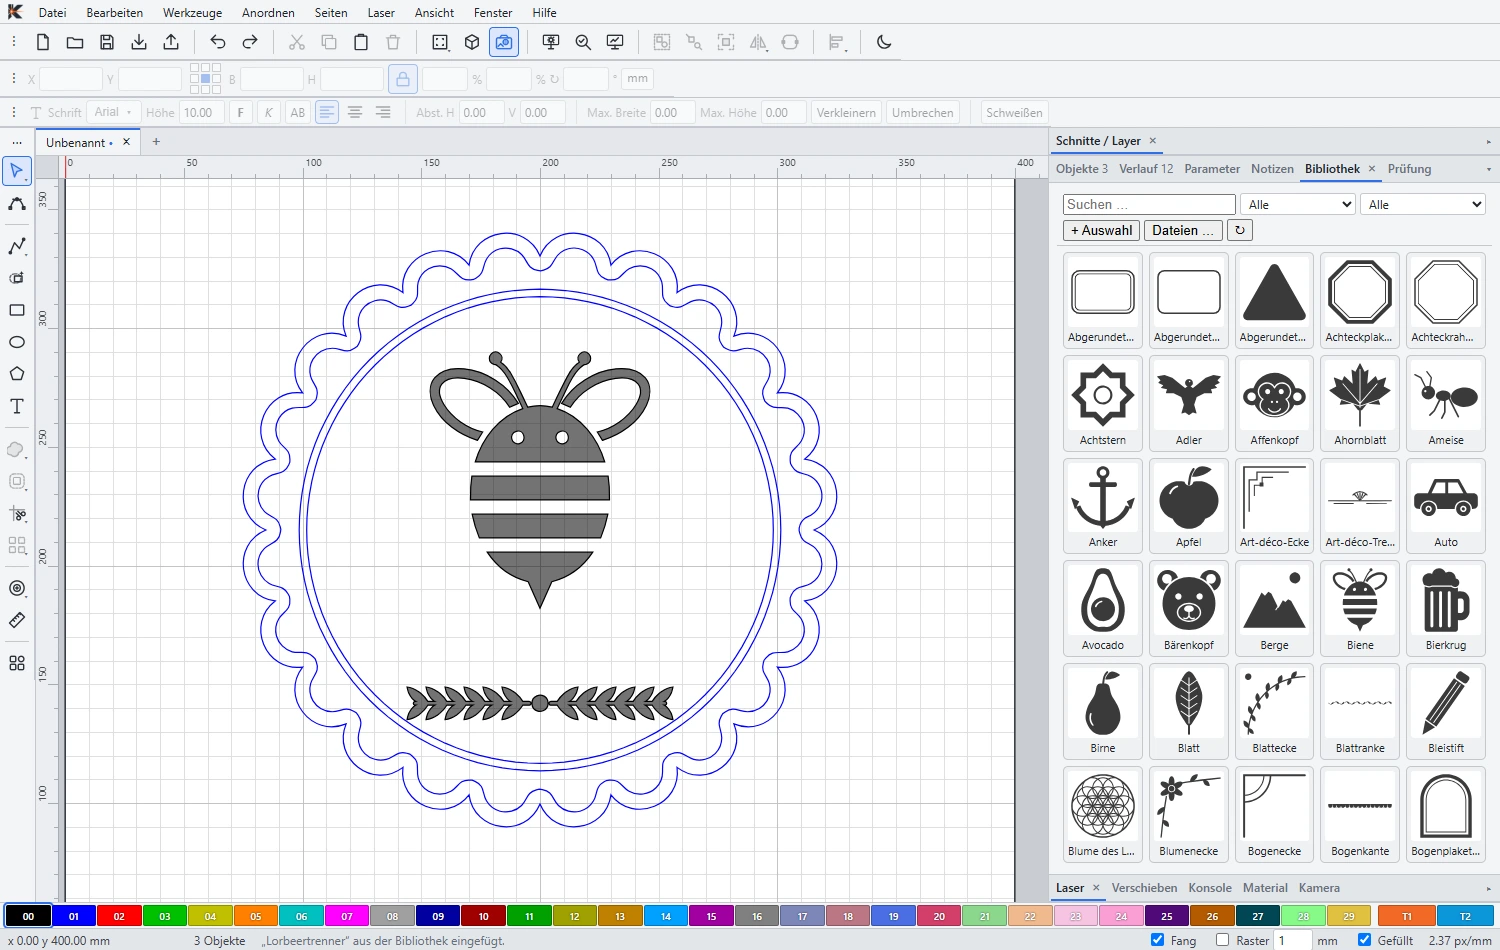 Datei Bearbeiten Werkzeuge Anordnen Seiten Laser Ansicht Fenster Hilfe
X Y B H % % ↻ ° mm
T Schrift Arial Höhe 10.00 F K AB Abst. H 0.00 V 0.00 Max. Breite 0.00 Max. Höhe 0.00 Verkleinern Umbrechen Schweißen
Unbenannt • × +
0 50 100 150 200 250 300 350 400
350
300
250
200
150
100
Schnitte / Layer ×
Objekte 3 Verlauf 12 Parameter Notizen Bibliothek × Prüfung
Suchen ... Alle Alle
+ Auswahl Dateien ... ↻
Abgerundet... Abgerundet... Abgerundet... Achteckplak... Achteckrah...
Achtstern Adler Affenkopf Ahornblatt Ameise
Anker Apfel Art-déco-Ecke Art-déco-Tre... Auto
Avocado Bärenkopf Berge Biene Bierkrug
Birne Blatt Blattecke Blattranke Bleistift
Blume des L... Blumenecke Bogenecke Bogenkante Bogenplaket...
Laser × Verschieben Konsole Material Kamera
00 01 02 03 04 05 06 07 08 09 10 11 12 13 14 15 16 17 18 19 20 21 22 23 24 25 26 27 28 29 T1 T2
x 0.00 y 400.00 mm 3 Objekte „Lorbeertrenner“ aus der Bibliothek eingefügt. Fang Raster 1 mm Gefüllt 2.37 px/mm